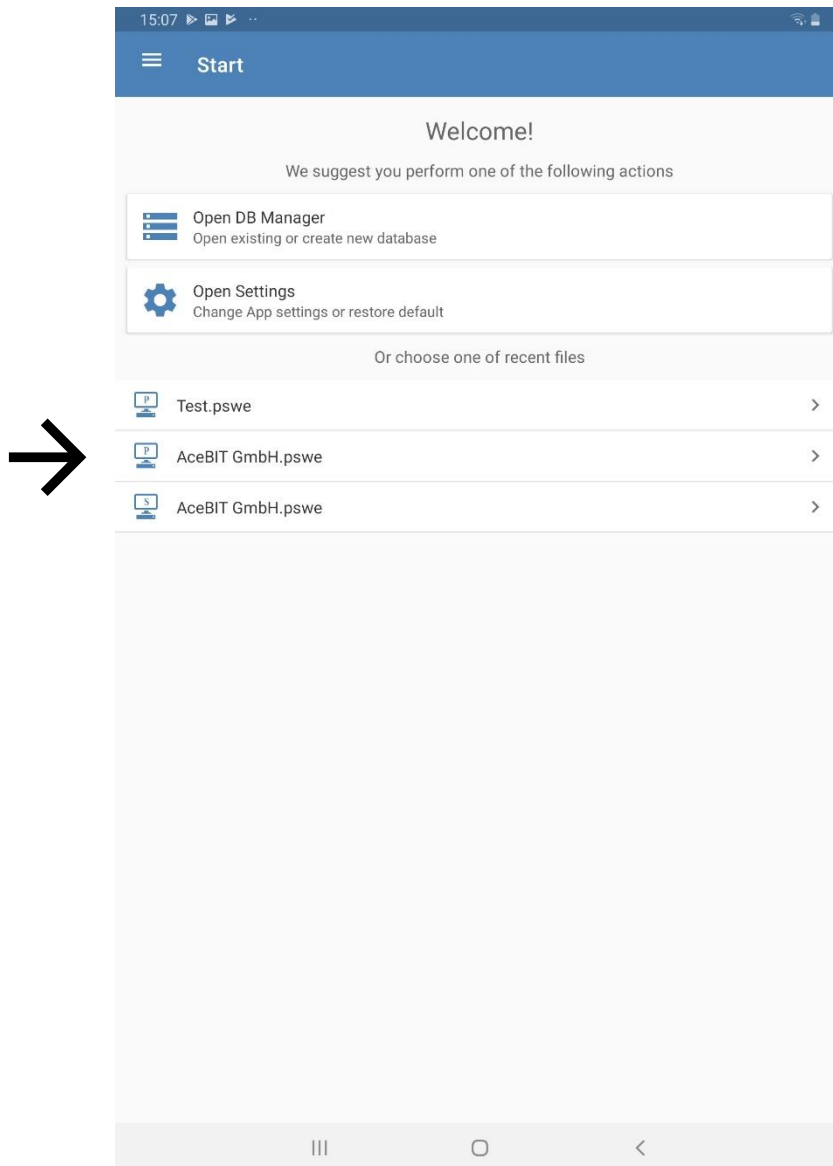 15:07
Start
Welcome!
We suggest you perform one of the following actions
Open DB Manager
Open existing or create new database
Open Settings
Change App settings or restore default
Or choose one of recent files
P
Test.pswe
P
AceBIT GmbH.pswe
S
AceBIT GmbH.pswe